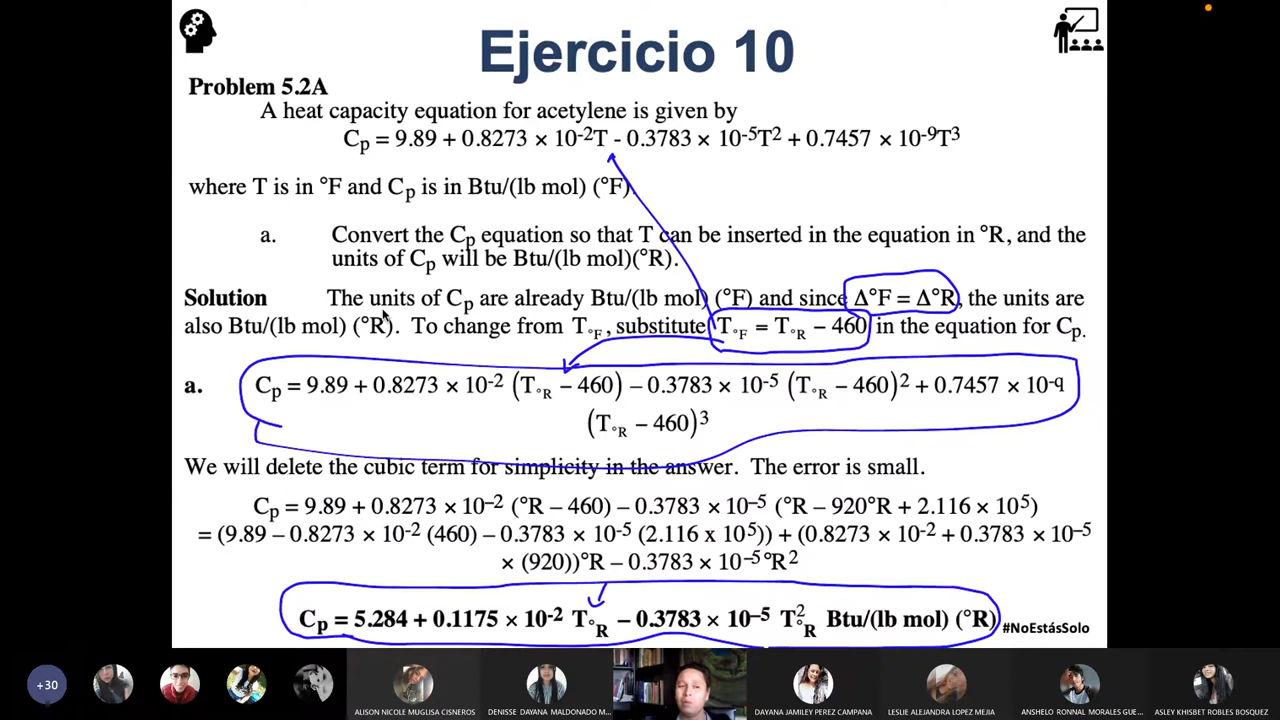 Ejercicio 10
Problem 5.2A
A heat capacity equation for acetylene is given by
Cp = 9.89 + 0.8273 × 10-2T - 0.3783 × 10-5T2 + 0.7457 × 10-9T3
where T is in °F and Cp is in Btu/(lb mol) (°F).
a. Convert the Cp equation so that T can be inserted in the equation in °R, and the
units of Cp will be Btu/(lb mol)(°R).
Solution The units of Cp are already Btu/(lb mol) (°F) and since Δ°F = Δ°R, the units are
also Btu/(lb mol) (°R). To change from T°F, substitute T°F = T°R – 460 in the equation for Cp.
a. Cp = 9.89 + 0.8273 × 10-2 (T°R – 460) – 0.3783 × 10-5 (T°R – 460)2 + 0.7457 × 10-q
(T°R – 460)3
We will delete the cubic term for simplicity in the answer. The error is small.
Cp = 9.89 + 0.8273 × 10–2 (°R – 460) – 0.3783 × 10–5 (°R – 920°R + 2.116 × 105)
= (9.89 – 0.8273 × 10-2 (460) – 0.3783 × 10-5 (2.116 x 105)) + (0.8273 × 10-2 + 0.3783 × 10–5
× (920))°R – 0.3783 × 10–5°R2
Cp = 5.284 + 0.1175 × 10-2 T°R – 0.3783 × 10–5 T2°R Btu/(lb mol) (°R)
#NoEstásSolo
+30
ALISON NICOLE MUGLISA CISNEROS
DENISSE DAYANA MALDONADO M...
DAYANA JAMILEY PEREZ CAMPANA
LESLIE ALEJANDRA LOPEZ MEJIA
ANSHELO RONNAL MORALES GUE...
ASLEY KHISBET ROBLES BOSQUEZ